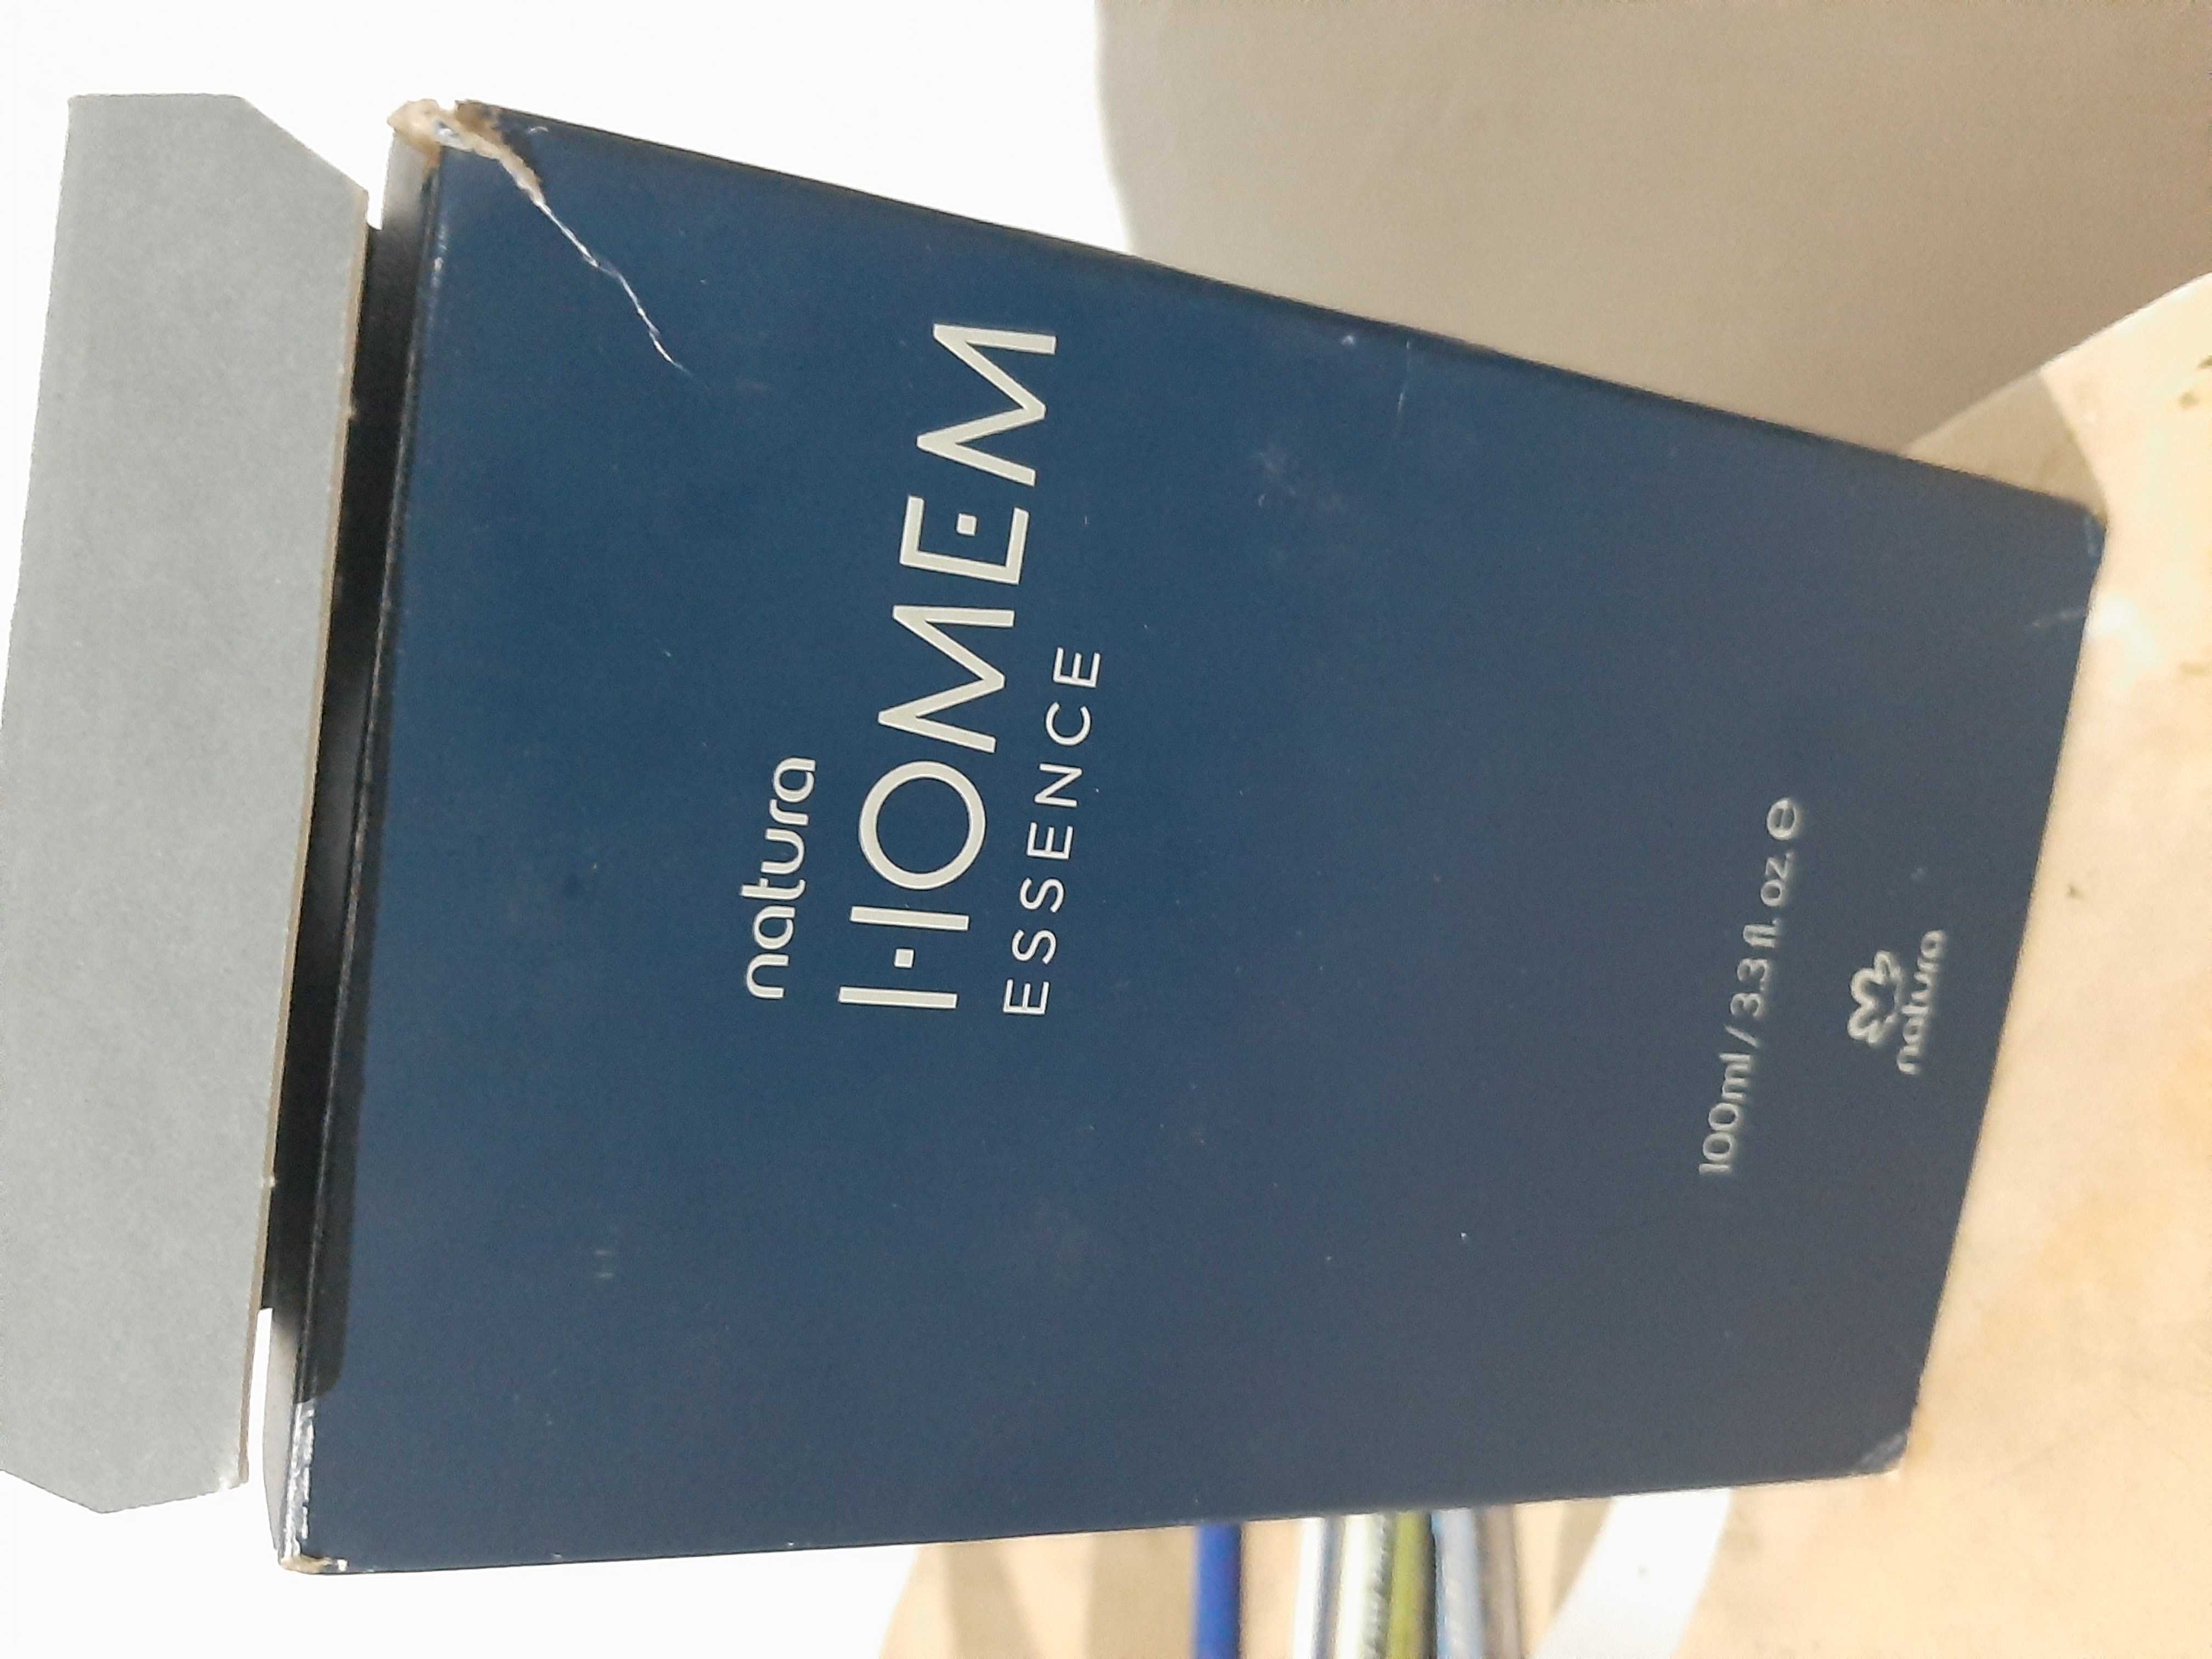 natura
HOMEM
ESSENCE
100ml / 3.3 fl. oz. e
natura